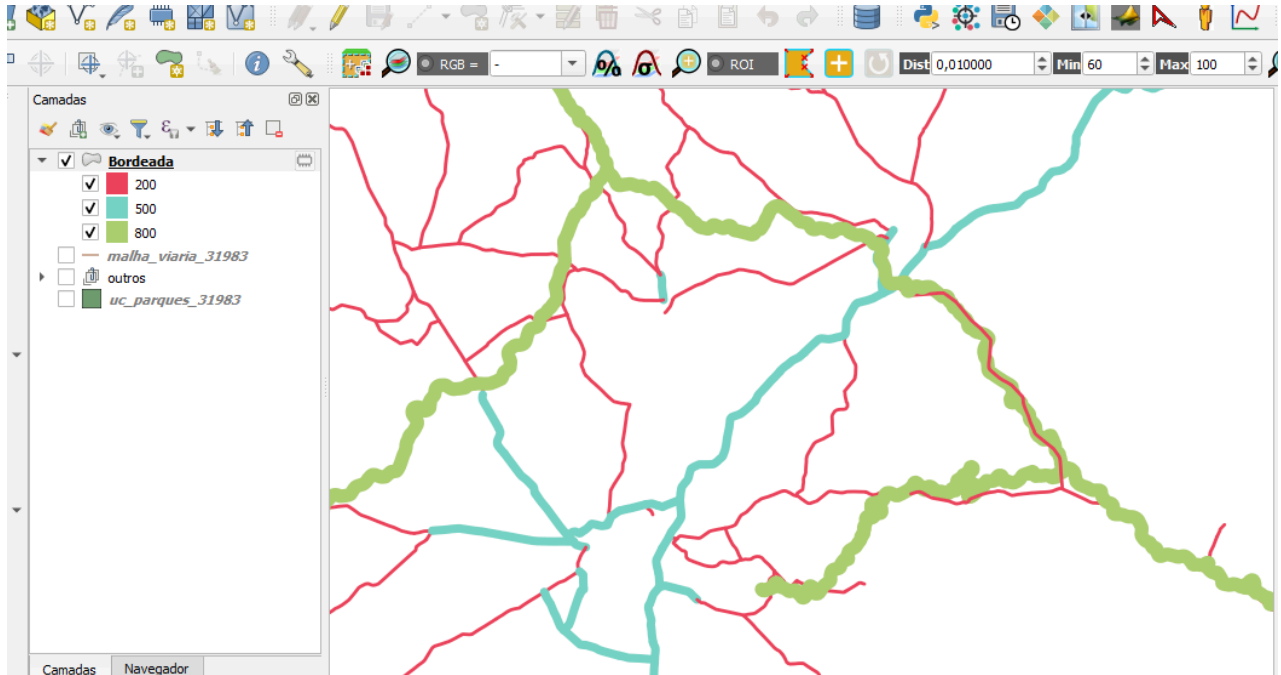 RGB = -
ROI
Dist 0,010000
Min 60
Max 100
Camadas
Bordeada
200
500
800
malha_viaria_31983
outros
uc_parques_31983
Camadas Navegador